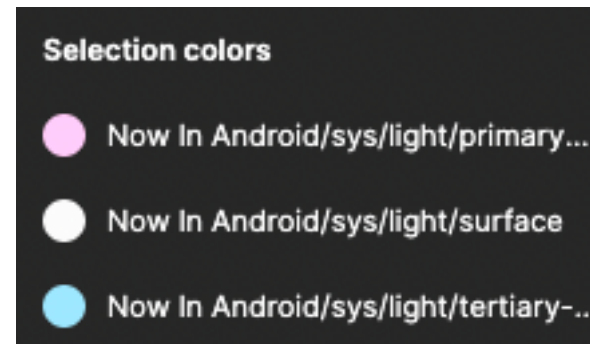 Selection colors
Now In Android/sys/light/primary...
Now In Android/sys/light/surface
Now In Android/sys/light/tertiary-...